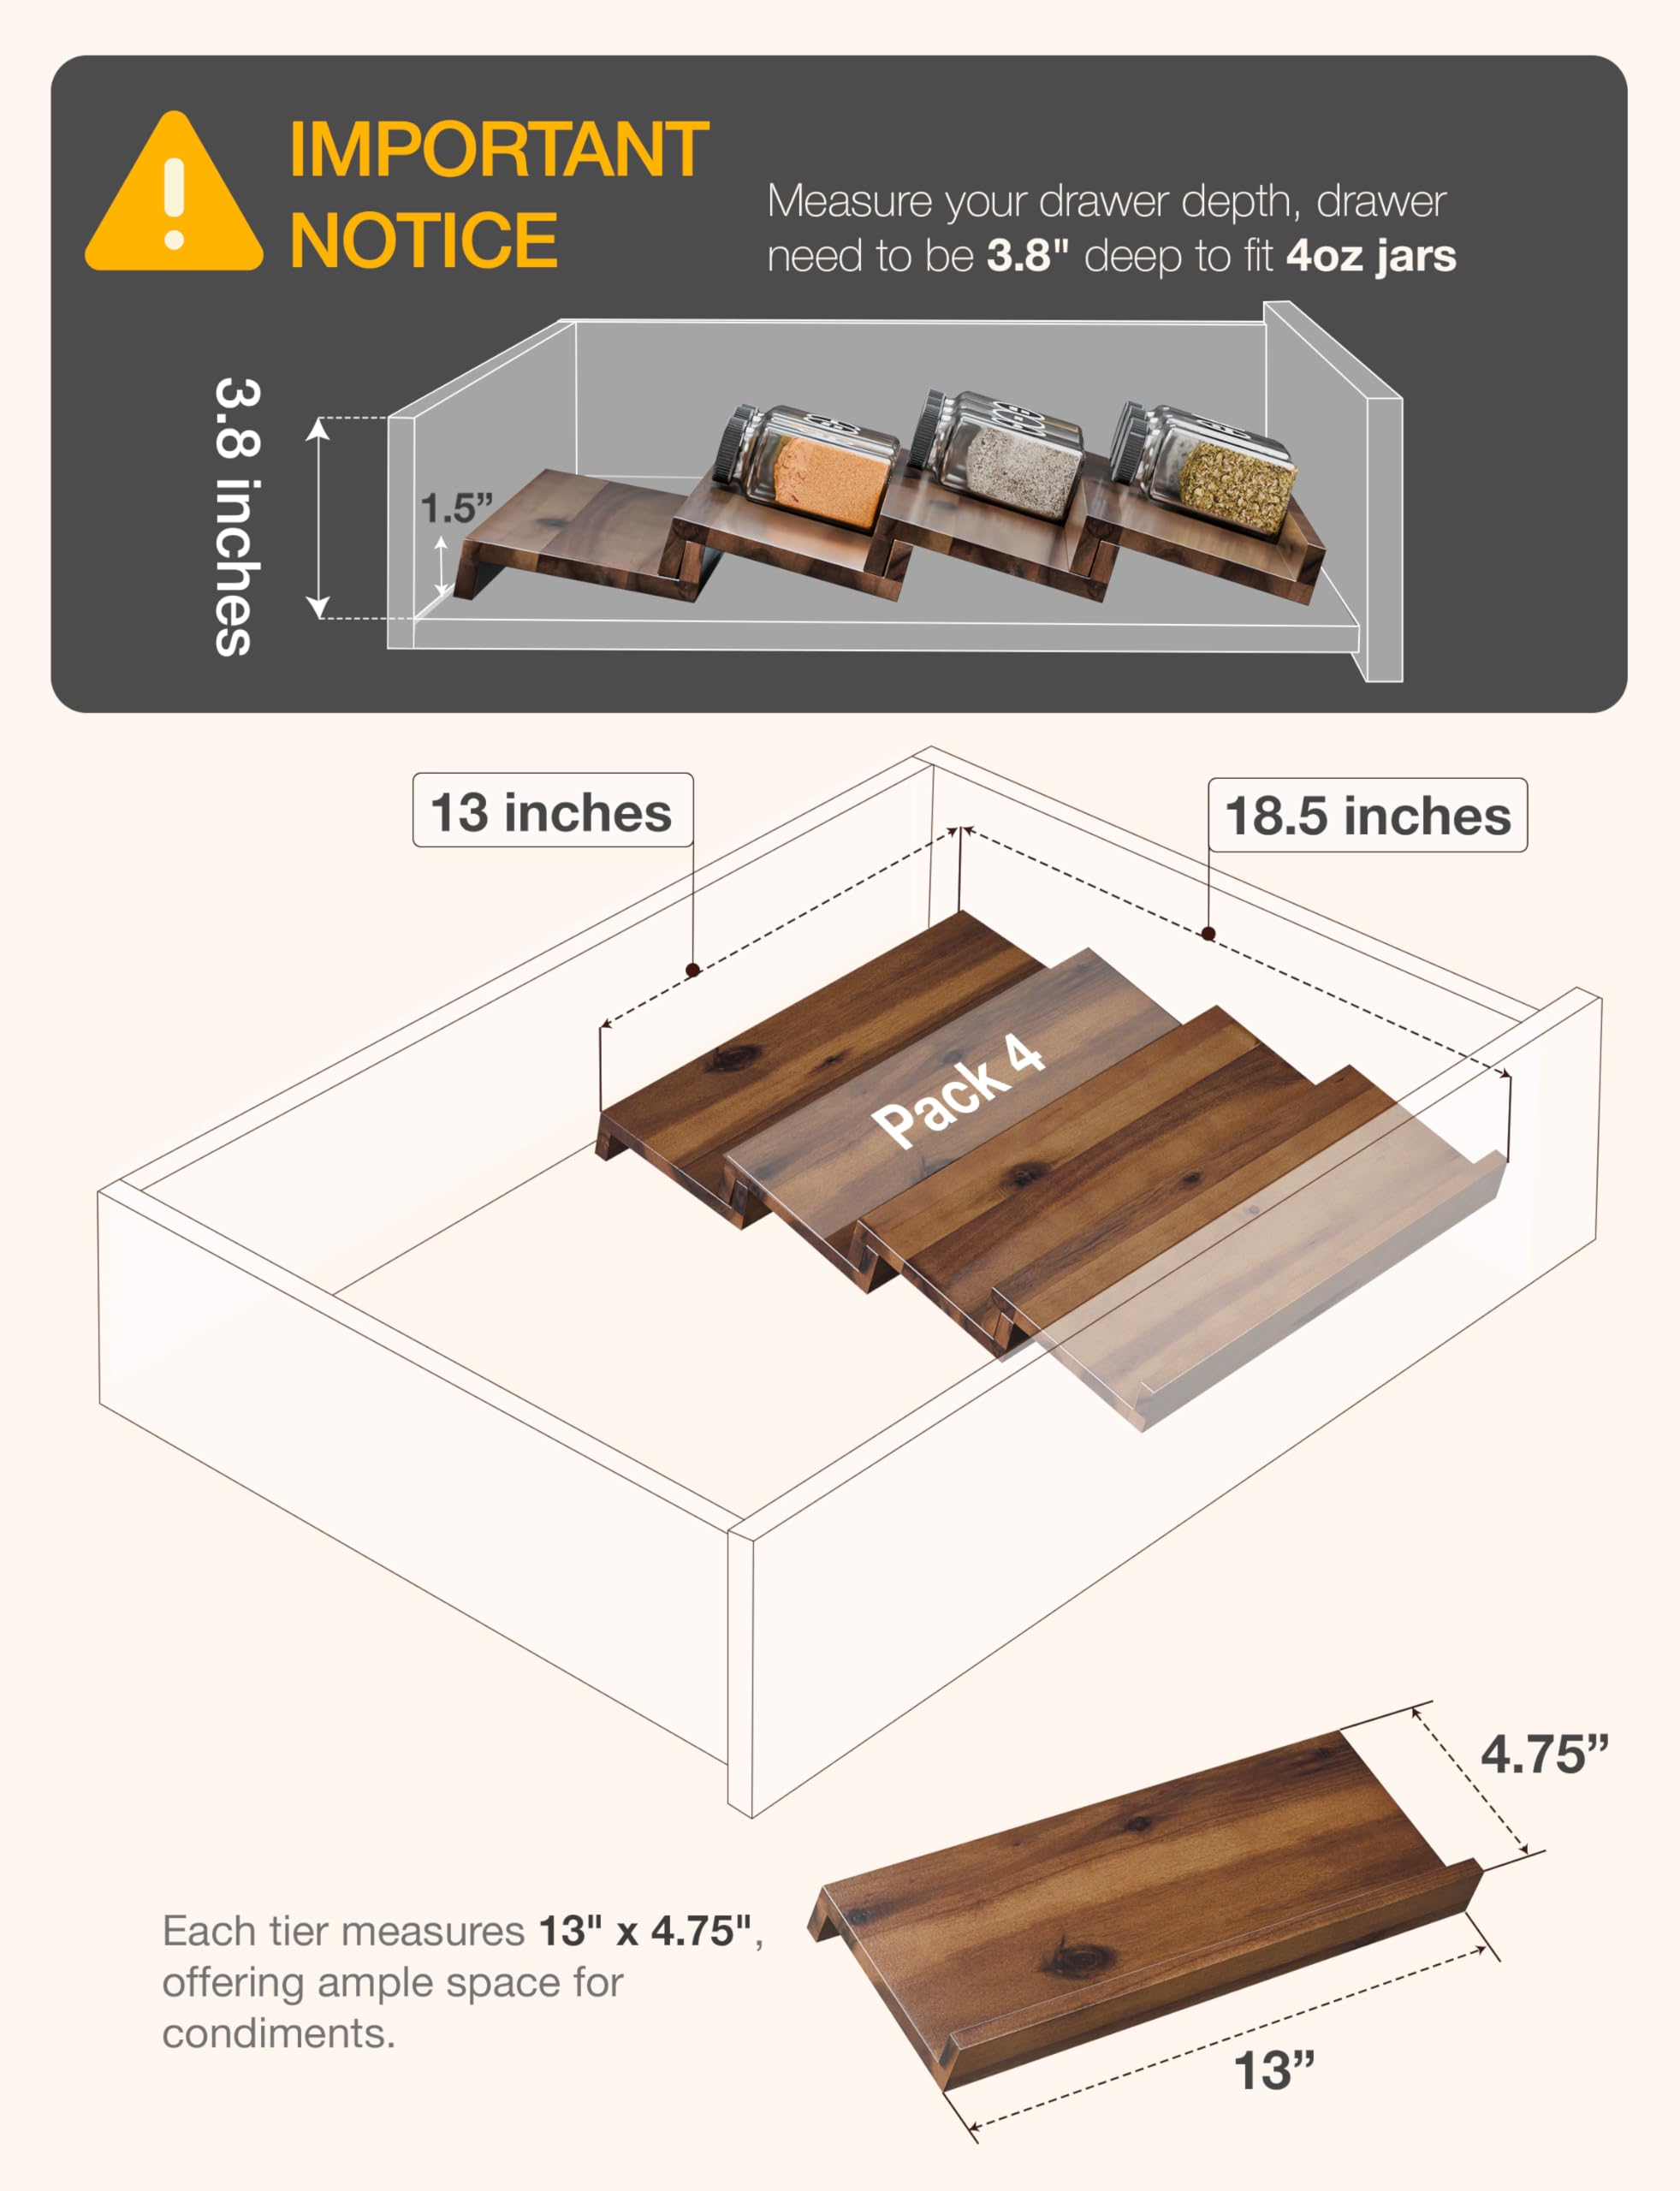 IMPORTANT
NOTICE
Measure your drawer depth, drawer
need to be 3.8" deep to fit 4oz jars
3.8 inches
1.5”
13 inches
18.5 inches
Pack 4
4.75”
Each tier measures 13" x 4.75",
offering ample space for
condiments.
13”